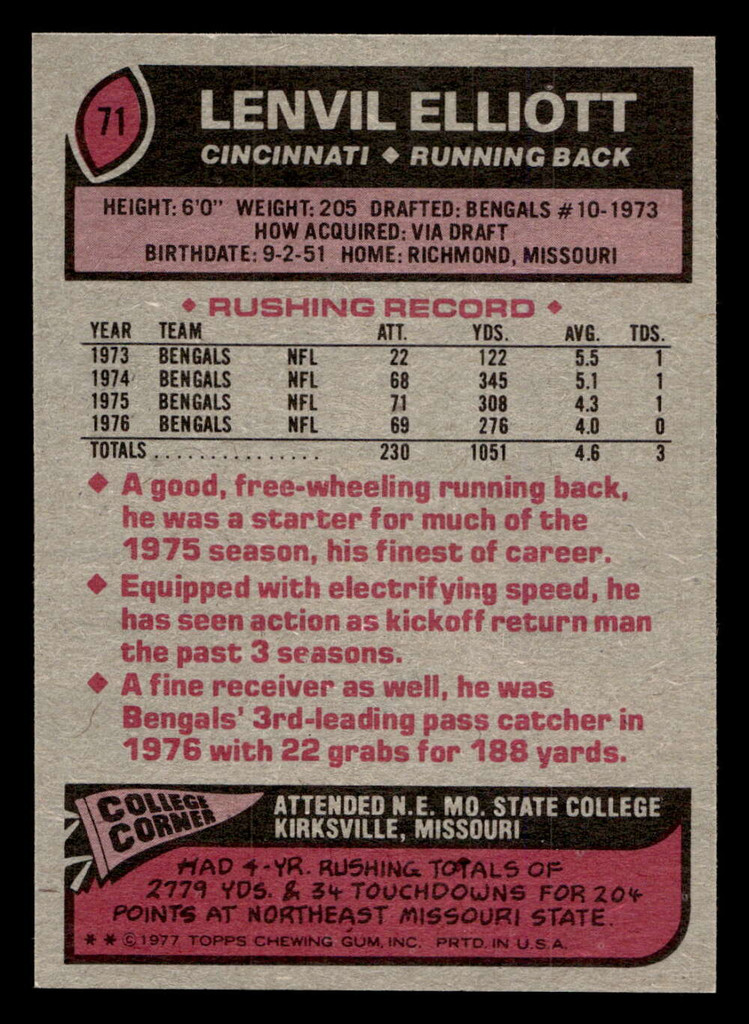 71
LENVIL ELLIOTT
CINCINNATI ◆ RUNNING BACK
HEIGHT: 6'0" WEIGHT: 205 DRAFTED: BENGALS #10-1973
HOW ACQUIRED: VIA DRAFT
BIRTHDATE: 9-2-51 HOME: RICHMOND, MISSOURI
◆ RUSHING RECORD ◆
YEAR TEAM ATT. YDS. AVG. TDS.
1973 BENGALS NFL 22 122 5.5 1
1974 BENGALS NFL 68 345 5.1 1
1975 BENGALS NFL 71 308 4.3 1
1976 BENGALS NFL 69 276 4.0 0
TOTALS ............... 230 1051 4.6 3
◆ A good, free-wheeling running back,
he was a starter for much of the
1975 season, his finest of career.
◆ Equipped with electrifying speed, he
has seen action as kickoff return man
the past 3 seasons.
◆ A fine receiver as well, he was
Bengals' 3rd-leading pass catcher in
1976 with 22 grabs for 188 yards.
COLLEGE
CORNER
ATTENDED N.E. MO. STATE COLLEGE
KIRKSVILLE, MISSOURI
HAD 4-YR. RUSHING TOTALS OF
2779 YDS. & 34 TOUCHDOWNS FOR 204
POINTS AT NORTHEAST MISSOURI STATE.
* * ©1977 TOPPS CHEWING GUM, INC. PRTD. IN U.S.A.